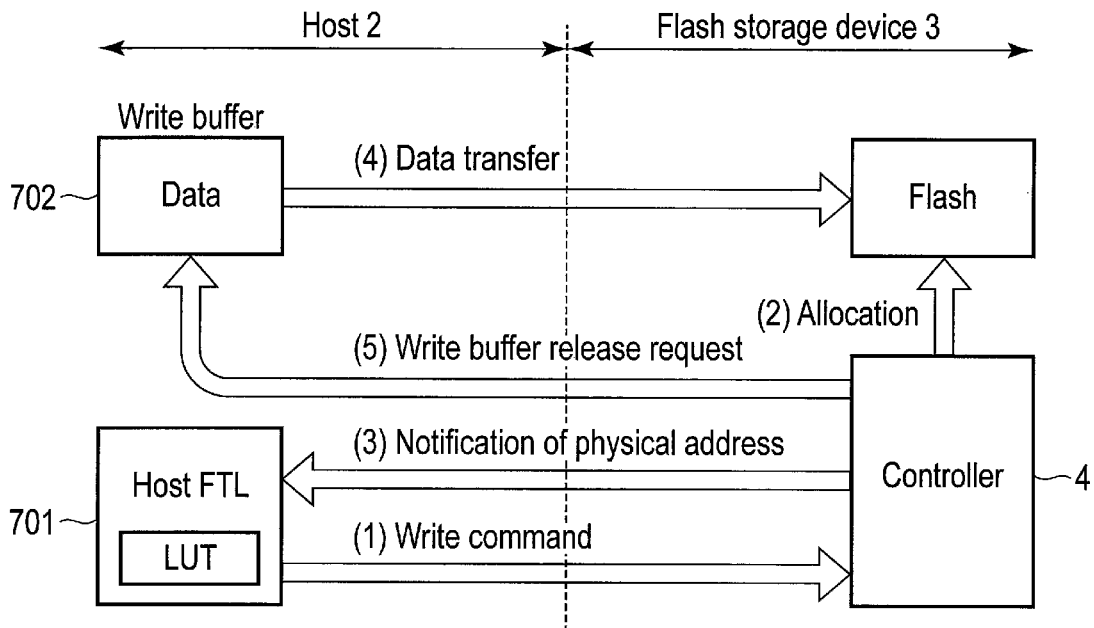 Host 2
Flash storage device 3
Write buffer
(4) Data transfer
702
Data
Flash
(2) Allocation
(5) Write buffer release request
(3) Notification of physical address
Host FTL
Controller
4
701
LUT
(1) Write command